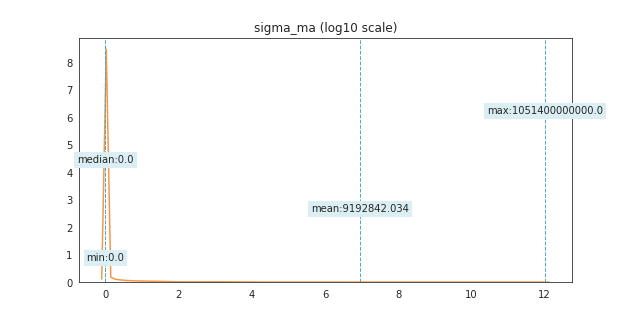 sigma_ma (log10 scale)
8
7
max:1051400000000.0
6
5
median:0.0
4
3
mean:9192842.034
2
1
min:0.0
0
0 2 4 6 8 10 12